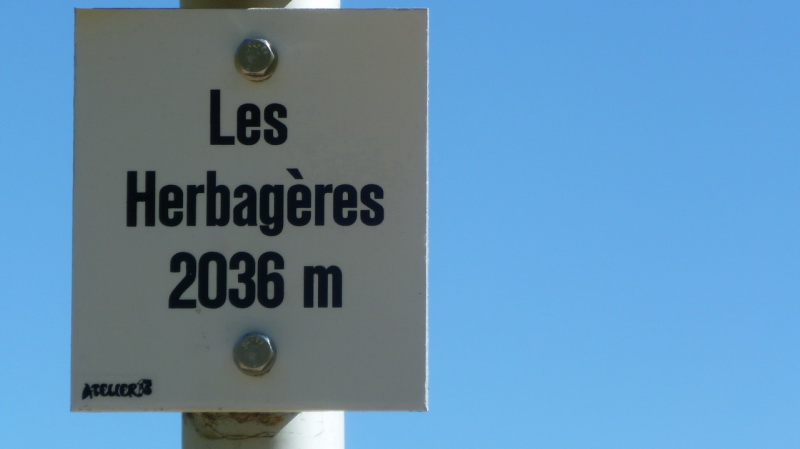 Les
Herbagères
2036 m
ATELIER